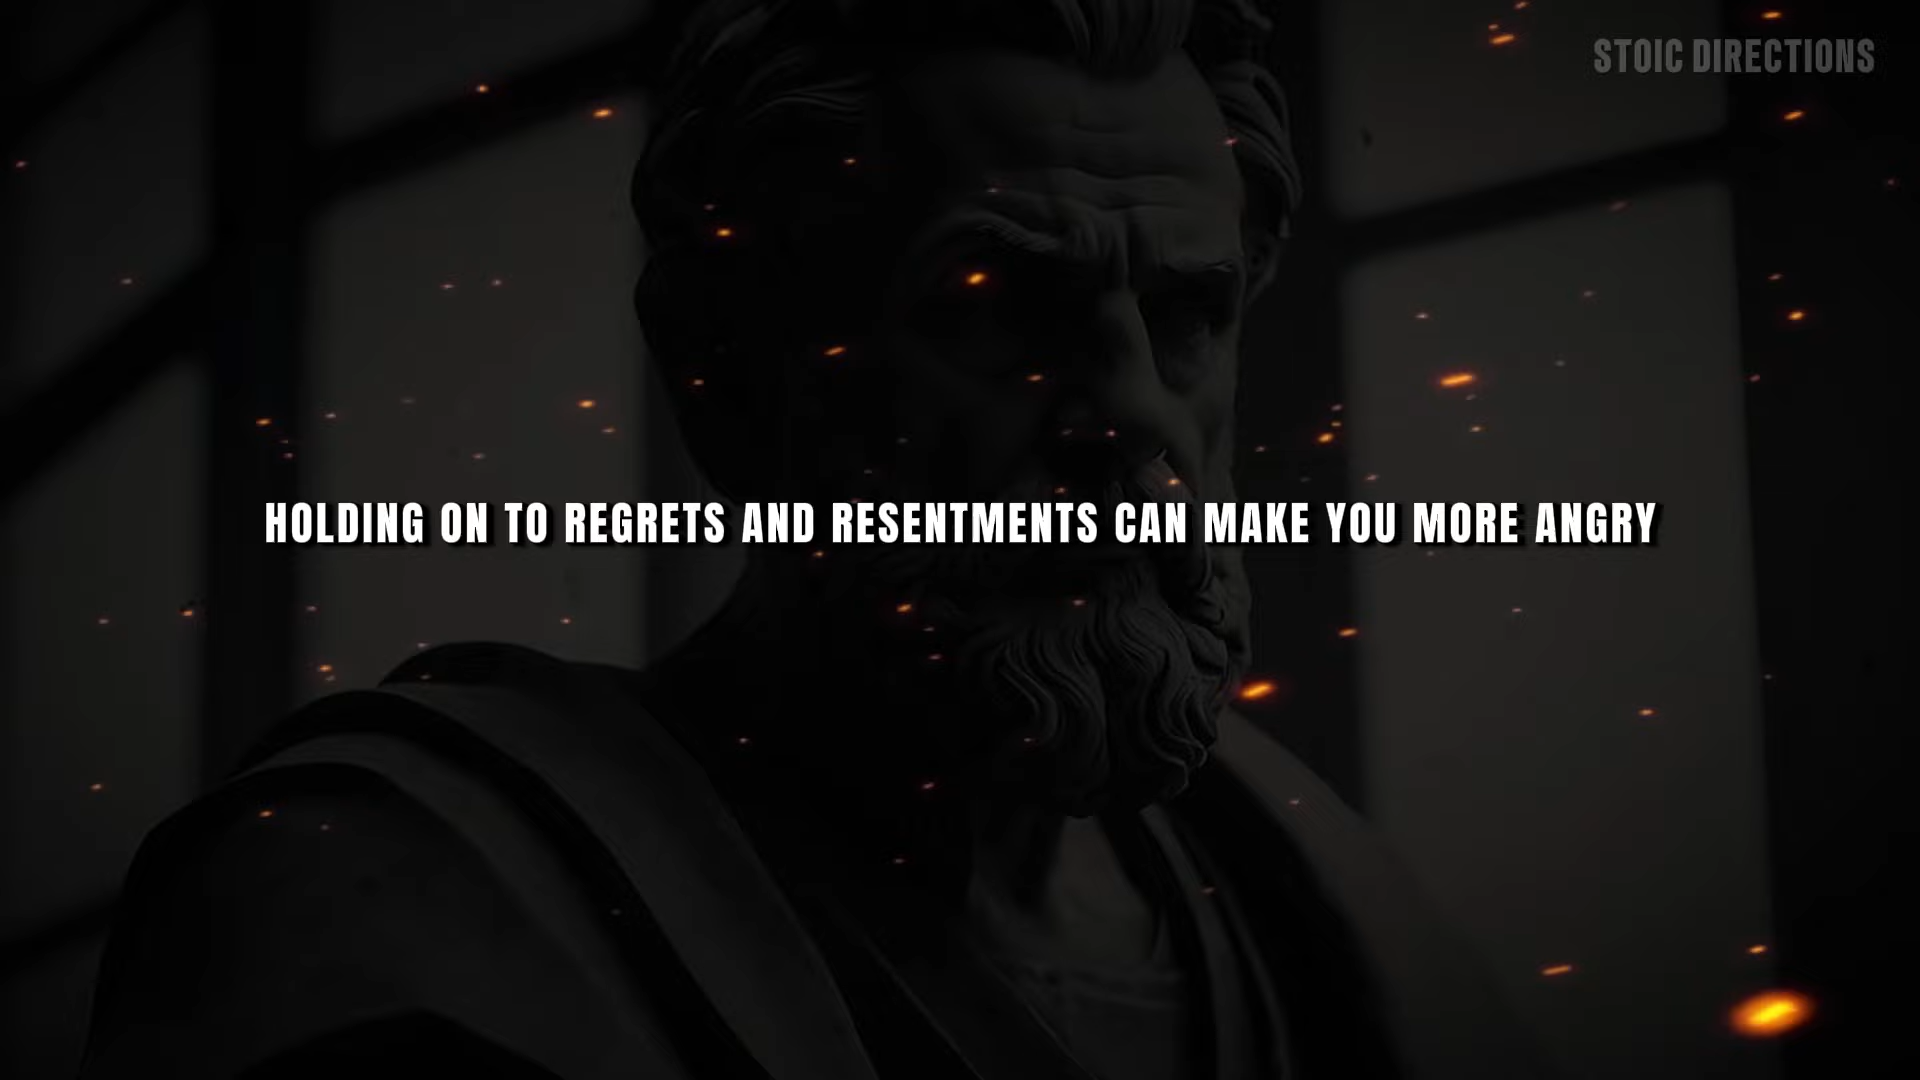 STOIC DIRECTIONS
HOLDING ON TO REGRETS AND RESENTMENTS CAN MAKE YOU MORE ANGRY